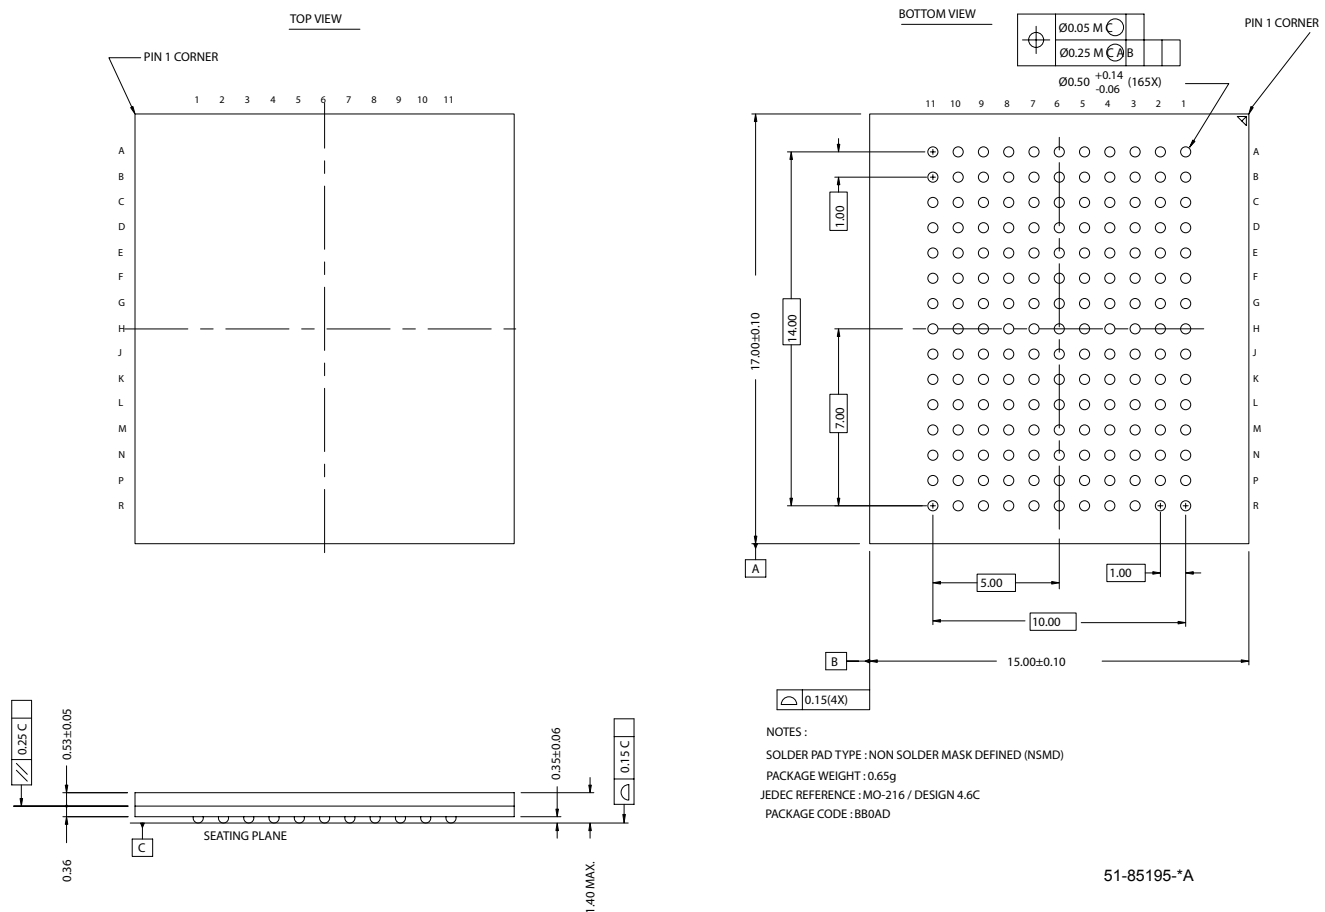 TOP VIEW
PIN 1 CORNER
1 2 3 4 5 6 7 8 9 10 11
A
B
C
D
E
F
G
H
J
K
L
M
N
P
R
BOTTOM VIEW
PIN 1 CORNER
Ø0.05 M C
Ø0.25 M C A B
Ø0.50 +0.14 -0.06 (165X)
11 10 9 8 7 6 5 4 3 2 1
A
B
C
D
E
F
G
H
J
K
L
M
N
P
R
1.00
14.00
17.00±0.10
7.00
A
5.00
1.00
10.00
B
15.00±0.10
0.15(4X)
0.25 C
0.53±0.05
0.35±0.06
0.15 C
SEATING PLANE
C
0.36
1.40 MAX.
NOTES :
SOLDER PAD TYPE : NON SOLDER MASK DEFINED (NSMD)
PACKAGE WEIGHT : 0.65g
JEDEC REFERENCE : MO-216 / DESIGN 4.6C
PACKAGE CODE : BB0AD
51-85195-*A